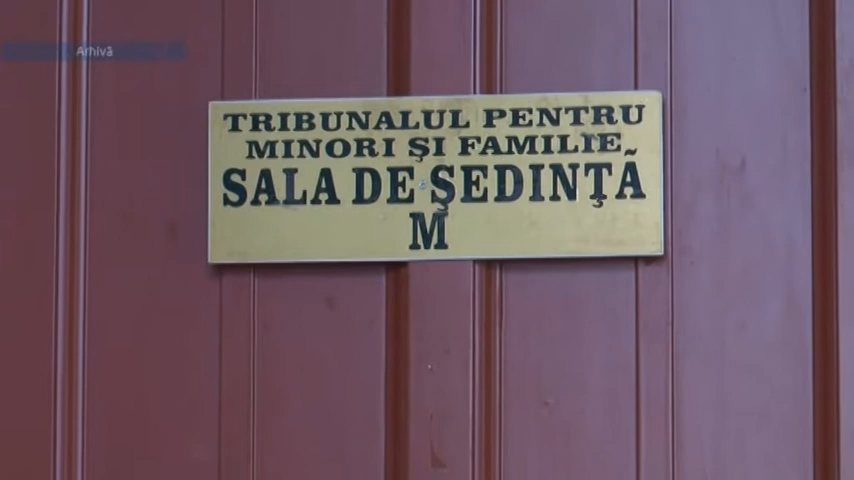 Arhivă
TRIBUNALUL PENTRU
MINORI ŞI FAMILIE
SALA DE ŞEDINŢĂ
M